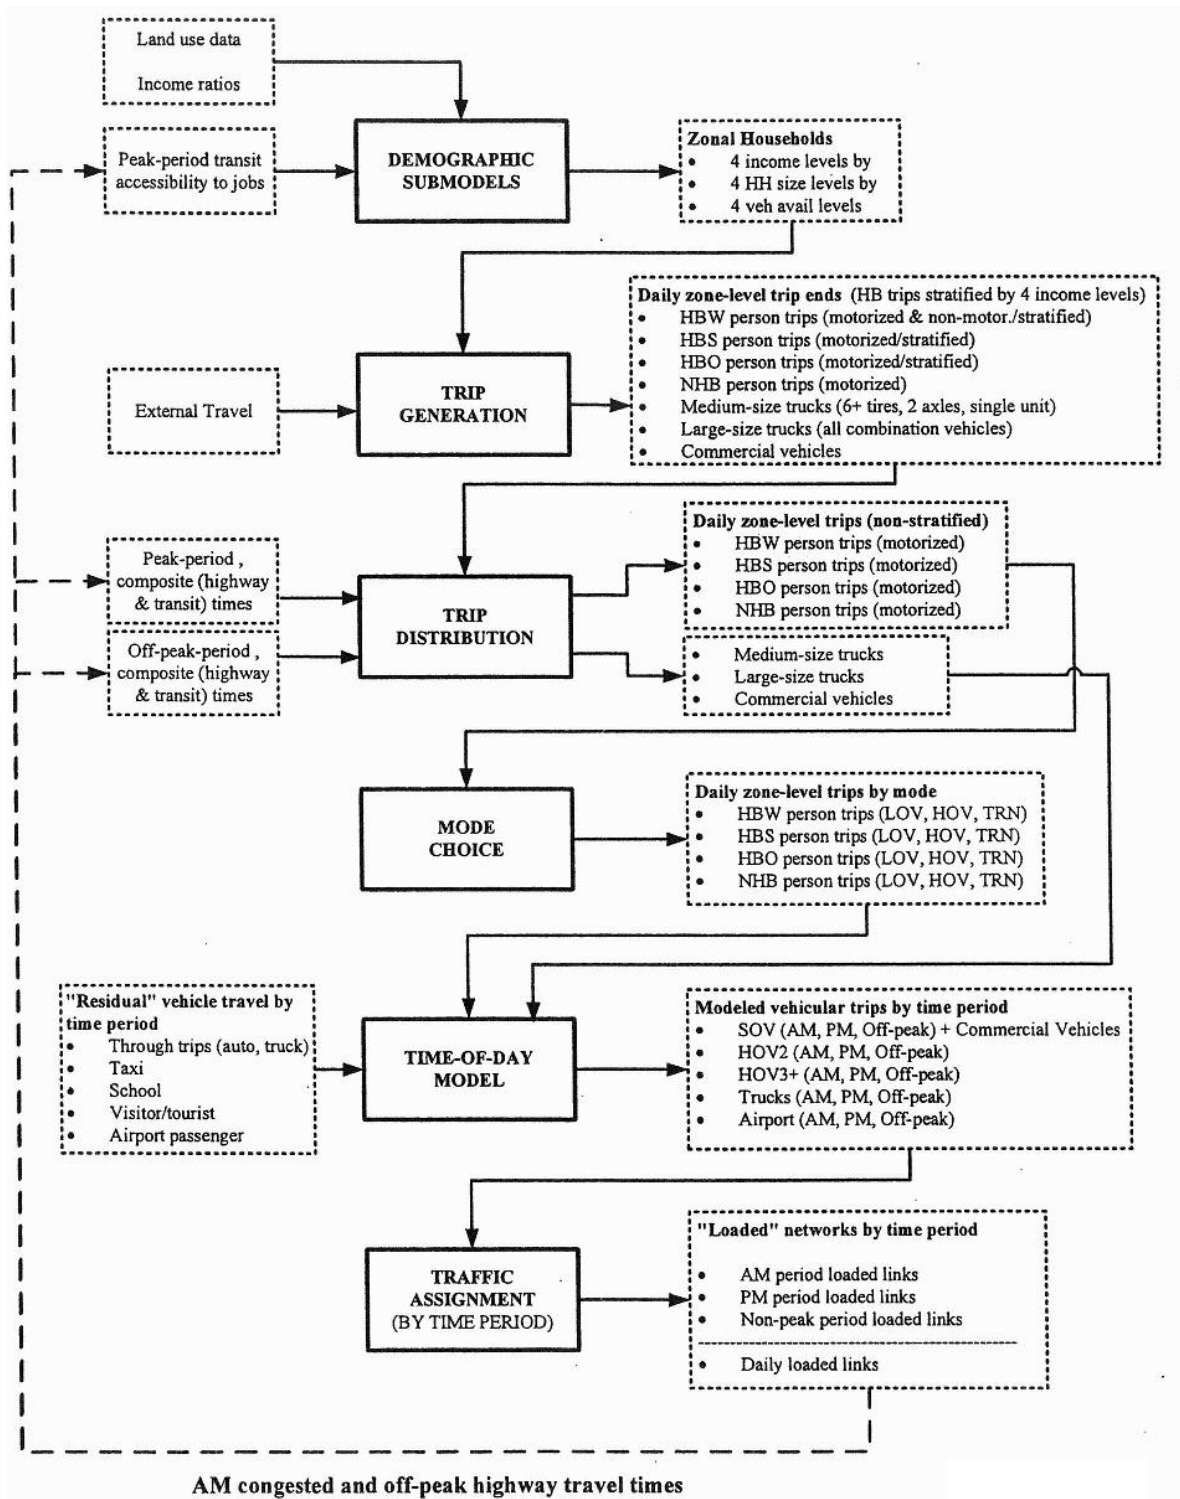 Land use data
Income ratios
Peak-period transit
accessibility to jobs
DEMOGRAPHIC
SUBMODELS
Zonal Households
• 4 income levels by
• 4 HH size levels by
• 4 veh avail levels
External Travel
TRIP
GENERATION
Daily zone-level trip ends (HB trips stratified by 4 income levels)
• HBW person trips (motorized & non-motor./stratified)
• HBS person trips (motorized/stratified)
• HBO person trips (motorized/stratified)
• NHB person trips (motorized)
• Medium-size trucks (6+ tires, 2 axles, single unit)
• Large-size trucks (all combination vehicles)
• Commercial vehicles
Peak-period ,
composite (highway
& transit) times
Off-peak-period ,
composite (highway
& transit) times
TRIP
DISTRIBUTION
Daily zone-level trips (non-stratified)
• HBW person trips (motorized)
• HBS person trips (motorized)
• HBO person trips (motorized)
• NHB person trips (motorized)
• Medium-size trucks
• Large-size trucks
• Commercial vehicles
MODE
CHOICE
Daily zone-level trips by mode
• HBW person trips (LOV, HOV, TRN)
• HBS person trips (LOV, HOV, TRN)
• HBO person trips (LOV, HOV, TRN)
• NHB person trips (LOV, HOV, TRN)
"Residual" vehicle travel by
time period
• Through trips (auto, truck)
• Taxi
• School
• Visitor/tourist
• Airport passenger
TIME-OF-DAY
MODEL
Modeled vehicular trips by time period
• SOV (AM, PM, Off-peak) + Commercial Vehicles
• HOV2 (AM, PM, Off-peak)
• HOV3+ (AM, PM, Off-peak)
• Trucks (AM, PM, Off-peak)
• Airport (AM, PM, Off-peak)
TRAFFIC
ASSIGNMENT
(BY TIME PERIOD)
"Loaded" networks by time period
• AM period loaded links
• PM period loaded links
• Non-peak period loaded links
• Daily loaded links
AM congested and off-peak highway travel times